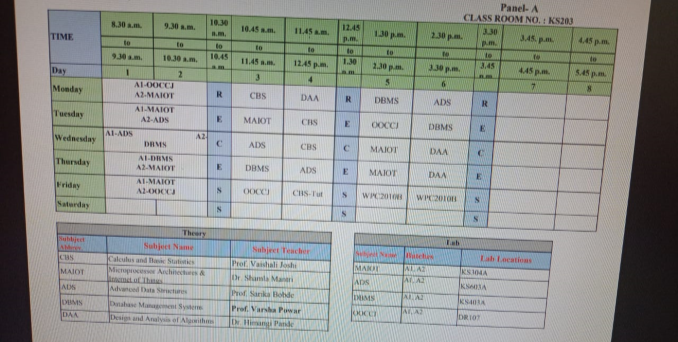 Panel- A
CLASS ROOM NO. : KS203
TIME 8.30 a.m. 9.30 a.m. 10.30 a.m. 10.45 a.m. 11.45 a.m. 12.45 p.m. 1.30 p.m. 2.30 p.m. 3.30 p.m. 3.45. p.m. 4.45 p.m.
to to to to to to to to to to to
9.30 a.m. 10.30 a.m. 10.45 a.m. 11.45 a.m. 12.45 p.m. 1.30 p.m. 2.30 p.m. 3.30 p.m. 3.45 p.m. 4.45 p.m. 5.45 p.m.
Day 1 2 3 4 5 6 7 8
Monday A1-OOCCJ R CBS DAA R DBMS ADS R
A2-MAIOT
Tuesday A1-MAIOT E MAIOT CBS E OOCCJ DBMS E
A2-ADS
Wednesday A1-ADS A2- C ADS CBS C MAIOT DAA C
DBMS
Thursday A1-DBMS E DBMS ADS E MAIOT DAA E
A2-MAIOT
Friday A1-MAIOT S OOCCJ CBS-Tut S WPC2010H WPC2010H S
A2-OOCCJ
Saturday S S S
Theory
Subject Abbrev. Subject Name Subject Teacher
CBS Calculus and Basic Statistics Prof. Vaishali Joshi
MAIOT Microprocessor Architectures & Internet of Things Dr. Shamla Mantri
ADS Advanced Data Structures Prof. Sarika Bobde
DBMS Database Management Systems Prof. Varsha Powar
DAA Design and Analysis of Algorithms Dr. Himangi Pande
Lab
Subject Name Batches Lab Locations
MAIOT A1, A2 KS304A
ADS A1, A2 KS603A
DBMS A1, A2 KS403A
OOCCJ A1, A2 DR107